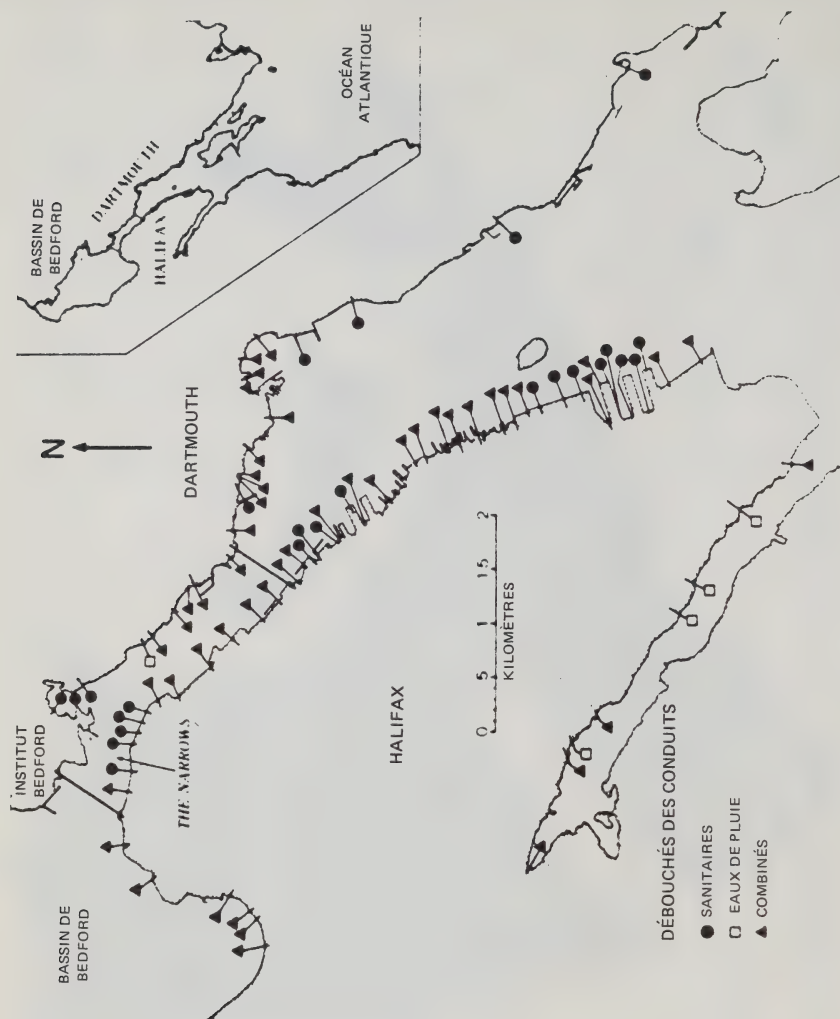 BASSIN DE
BEDFORD
DARTMOUTH
HALIFAX
OCÉAN
ATLANTIQUE
N
INSTITUT
BEDFORD
DARTMOUTH
THE NARROWS
BASSIN DE
BEDFORD
HALIFAX
0 .5 1 1.5 2
KILOMÈTRES
DÉBOUCHÉS DES CONDUITS
SANITAIRES
EAUX DE PLUIE
COMBINÉS